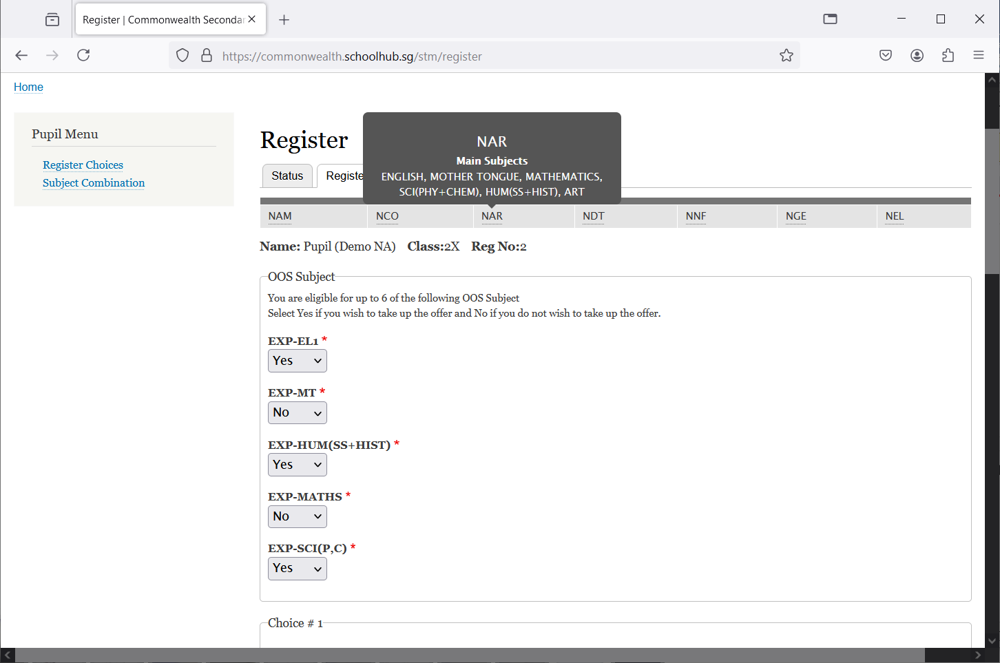 Register | Commonwealth Seconda
https://commonwealth.schoolhub.sg/stm/register
Home
Pupil Menu
Register Choices
Subject Combination
Register
Status
Registe
NAR
Main Subjects
ENGLISH, MOTHER TONGUE, MATHEMATICS,
SCI(PHY+CHEM), HUM(SS+HIST), ART
NAM NCO NAR NDT NNF NGE NEL
Name: Pupil (Demo NA) Class:2X Reg No:2
OOS Subject
You are eligible for up to 6 of the following OOS Subject
Select Yes if you wish to take up the offer and No if you do not wish to take up the offer.
EXP-EL1 *
Yes
EXP-MT *
No
EXP-HUM(SS+HIST) *
Yes
EXP-MATHS *
No
EXP-SCI(P,C) *
Yes
Choice # 1